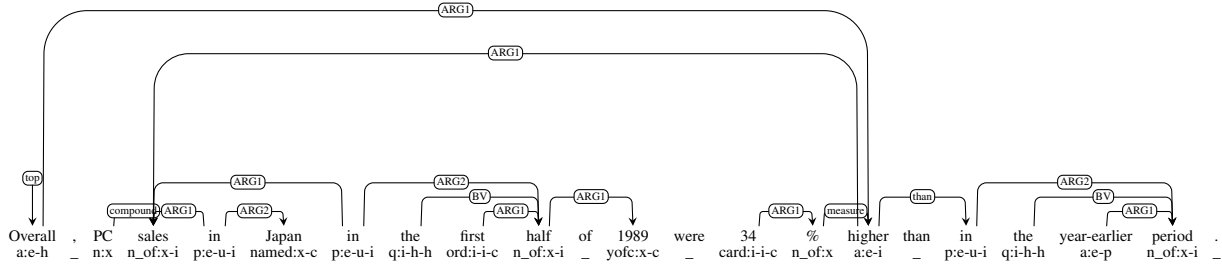 ARG1
ARG1
top ARG1 ARG2 ARG1 than ARG2
BV BV
compound ARG1 ARG2 ARG1 ARG1 measure ARG1
Overall , PC sales in Japan in the first half of 1989 were 34 % higher than in the year-earlier period .
a:e-h _ n:x n_of:x-i p:e-u-i named:x-c p:e-u-i q:i-h-h ord:i-i-c n_of:x-i _ yofc:x-c _ card:i-i-c n_of:x a:e-i _ p:e-u-i q:i-h-h a:e-p n_of:x-i _